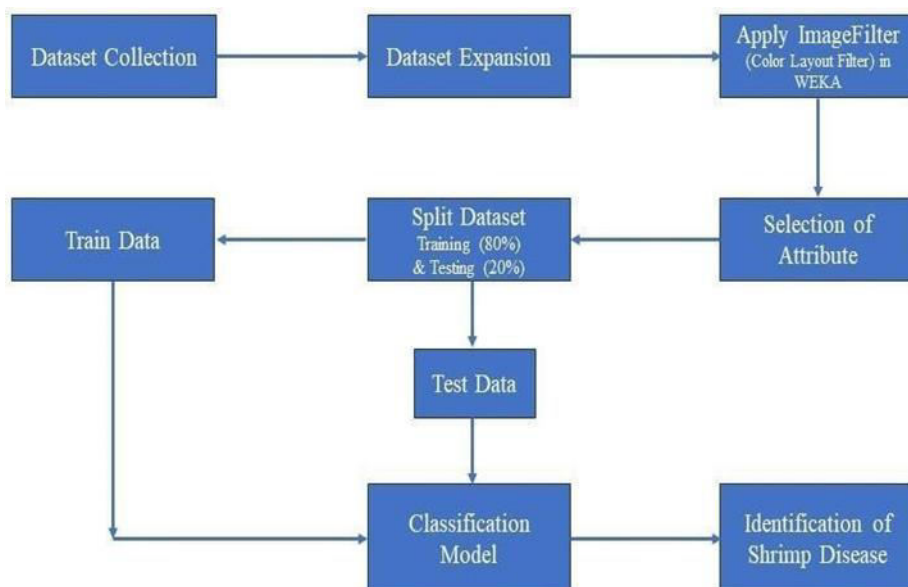 Dataset Collection
Dataset Expansion
Apply ImageFilter
(Color Layout Filter) in
WEKA
Train Data
Split Dataset
Training (80%)
& Testing (20%)
Selection of
Attribute
Test Data
Classification
Model
Identification of
Shrimp Disease